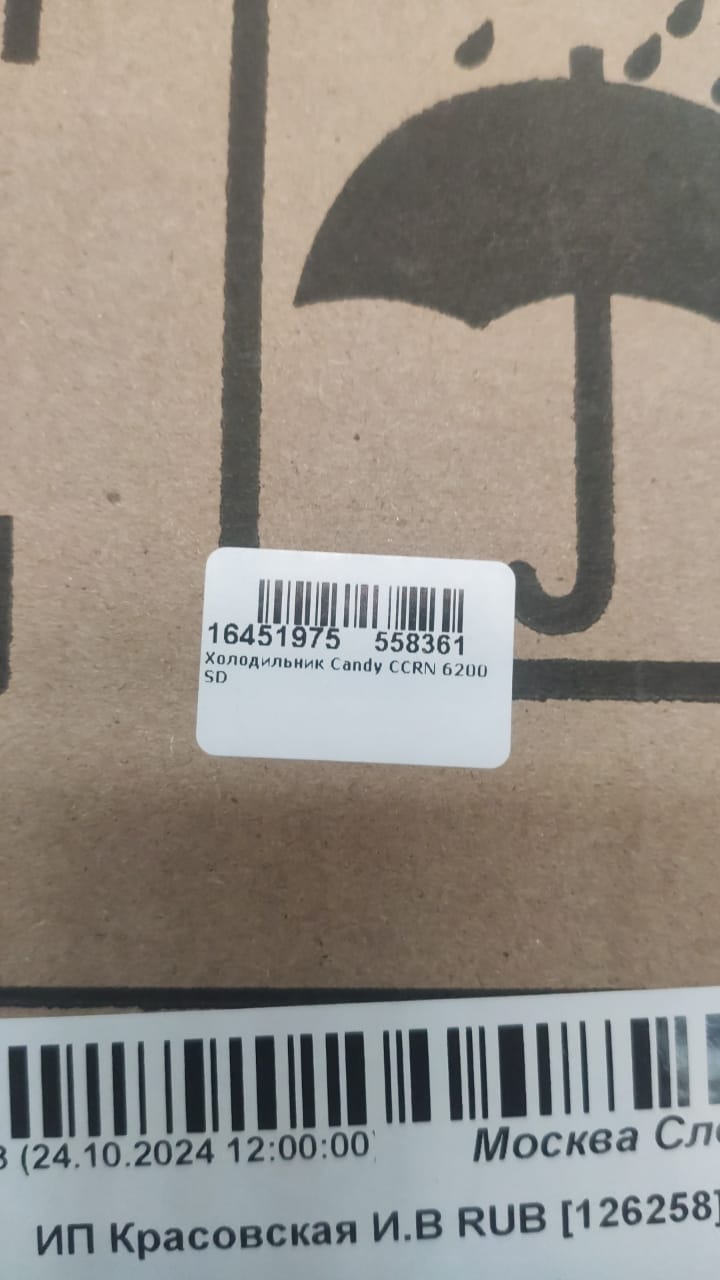 16451975 558361
Холодильник Candy CCRN 6200
SD
(24.10.2024 12:00:00
Москва
ИП Красовская И.В RUB [126258]